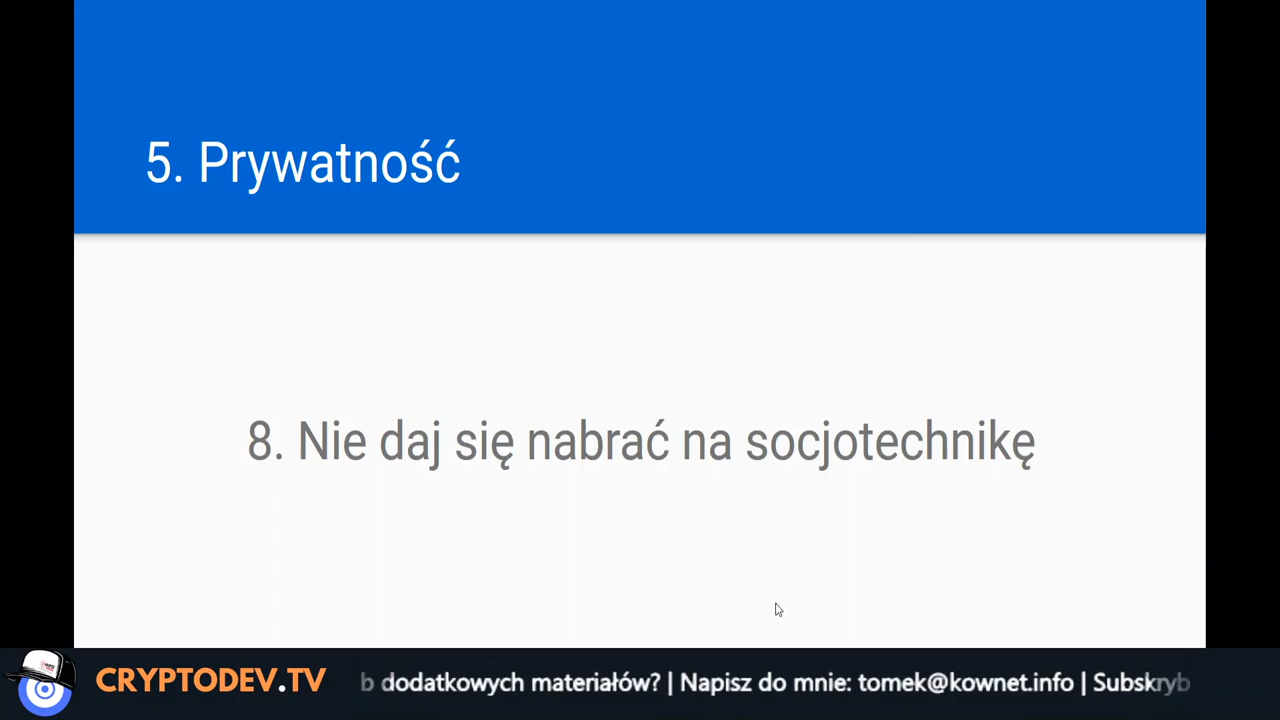 5. Prywatność
8. Nie daj się nabrać na socjotechnikę
CRYPTODEV.TV
b dodatkowych materiałów? | Napisz do mnie: tomek@kownet.info | Subskryb